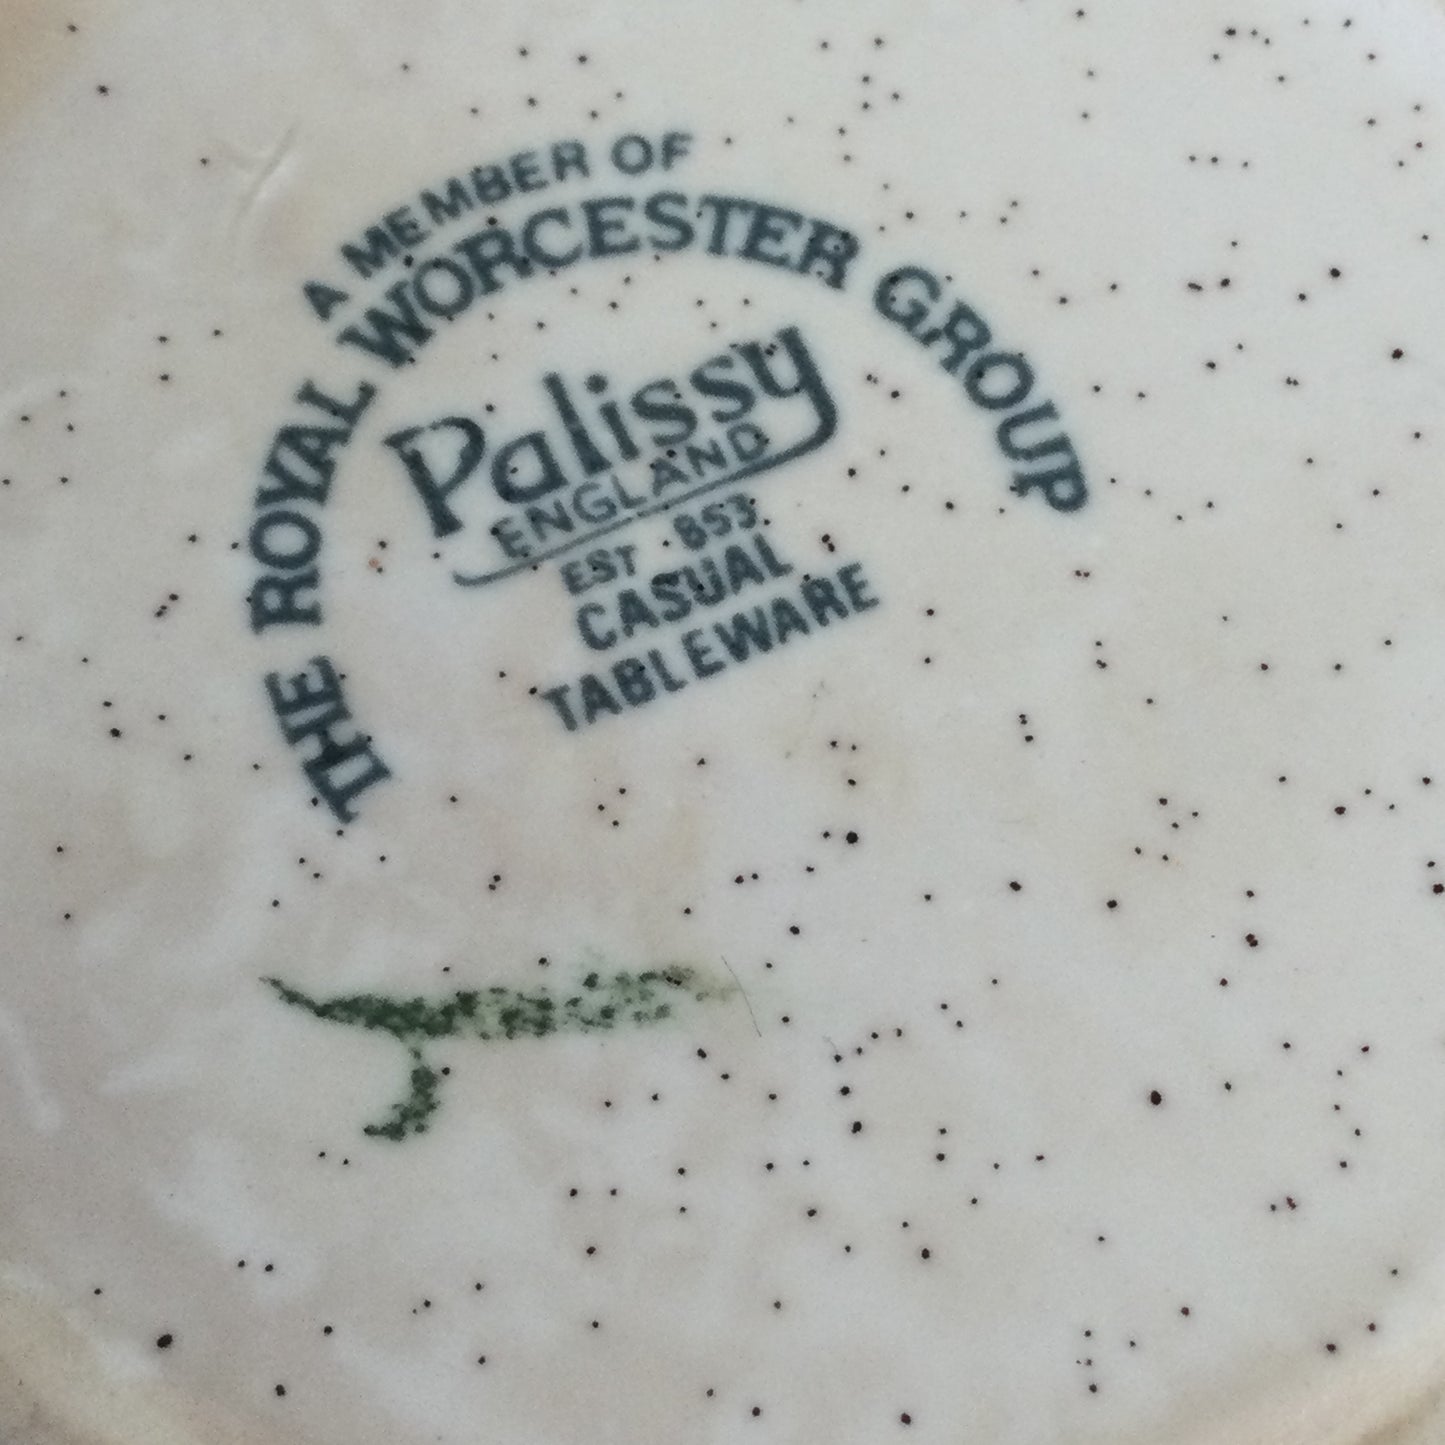 A MEMBER OF
THE ROYAL WORCESTER GROUP
Palissy
ENGLAND
EST 853
CASUAL
TABLEWARE